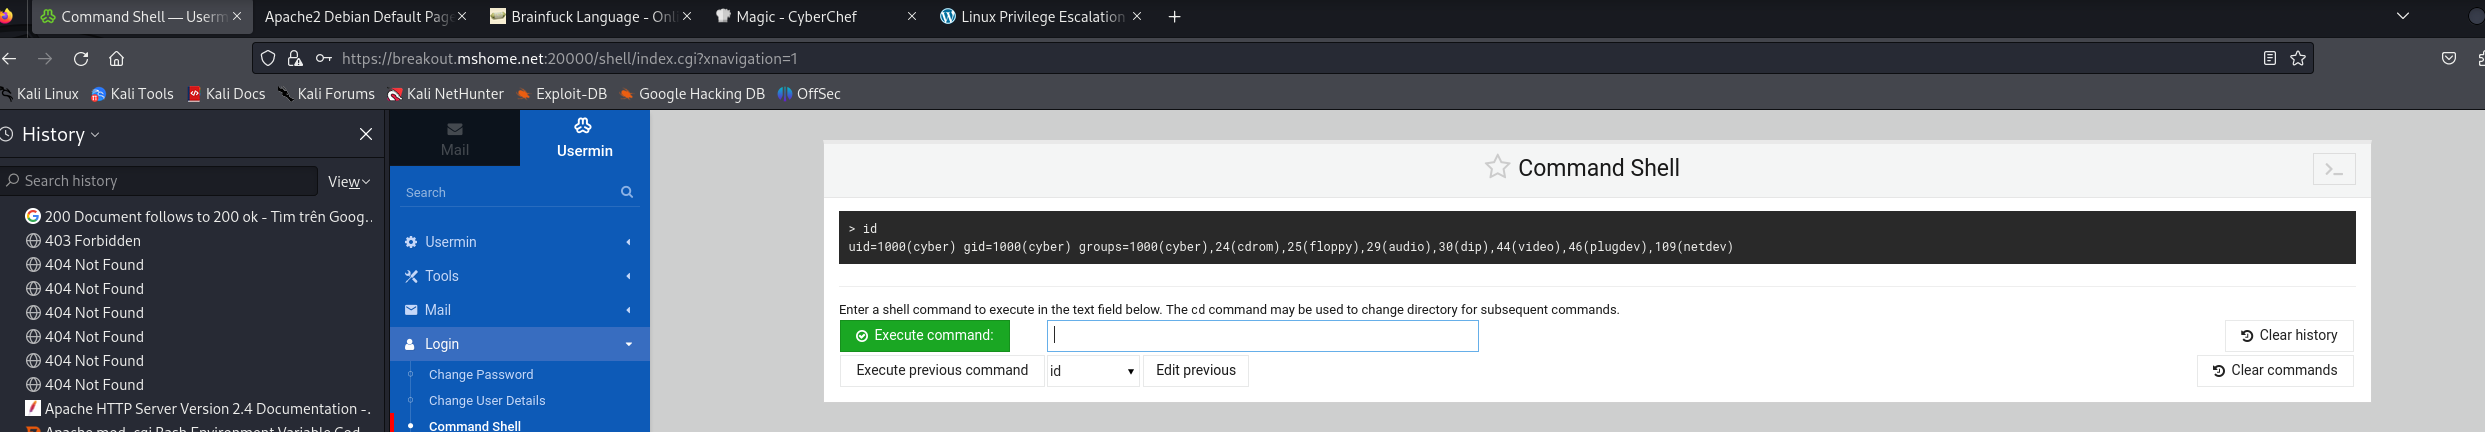 Command Shell — Userm
Apache2 Debian Default Page
Brainfuck Language - Onl
Magic - CyberChef
Linux Privilege Escalation
https://breakout.mshome.net:20000/shell/index.cgi?xnavigation=1
Kali Linux Kali Tools Kali Docs Kali Forums Kali NetHunter Exploit-DB Google Hacking DB OffSec
History
Search history
View
200 Document follows to 200 ok - Tìm trên Goog..
403 Forbidden
404 Not Found
404 Not Found
404 Not Found
404 Not Found
404 Not Found
404 Not Found
Apache HTTP Server Version 2.4 Documentation -.
Apache mod_cgi Bash Environment Variable Cod
Mail
Usermin
Search
Usermin
Tools
Mail
Login
Change Password
Change User Details
Command Shell
Command Shell
> id
uid=1000(cyber) gid=1000(cyber) groups=1000(cyber),24(cdrom),25(floppy),29(audio),30(dip),44(video),46(plugdev),109(netdev)
Enter a shell command to execute in the text field below. The cd command may be used to change directory for subsequent commands.
Execute command:
Clear history
Execute previous command id Edit previous
Clear commands